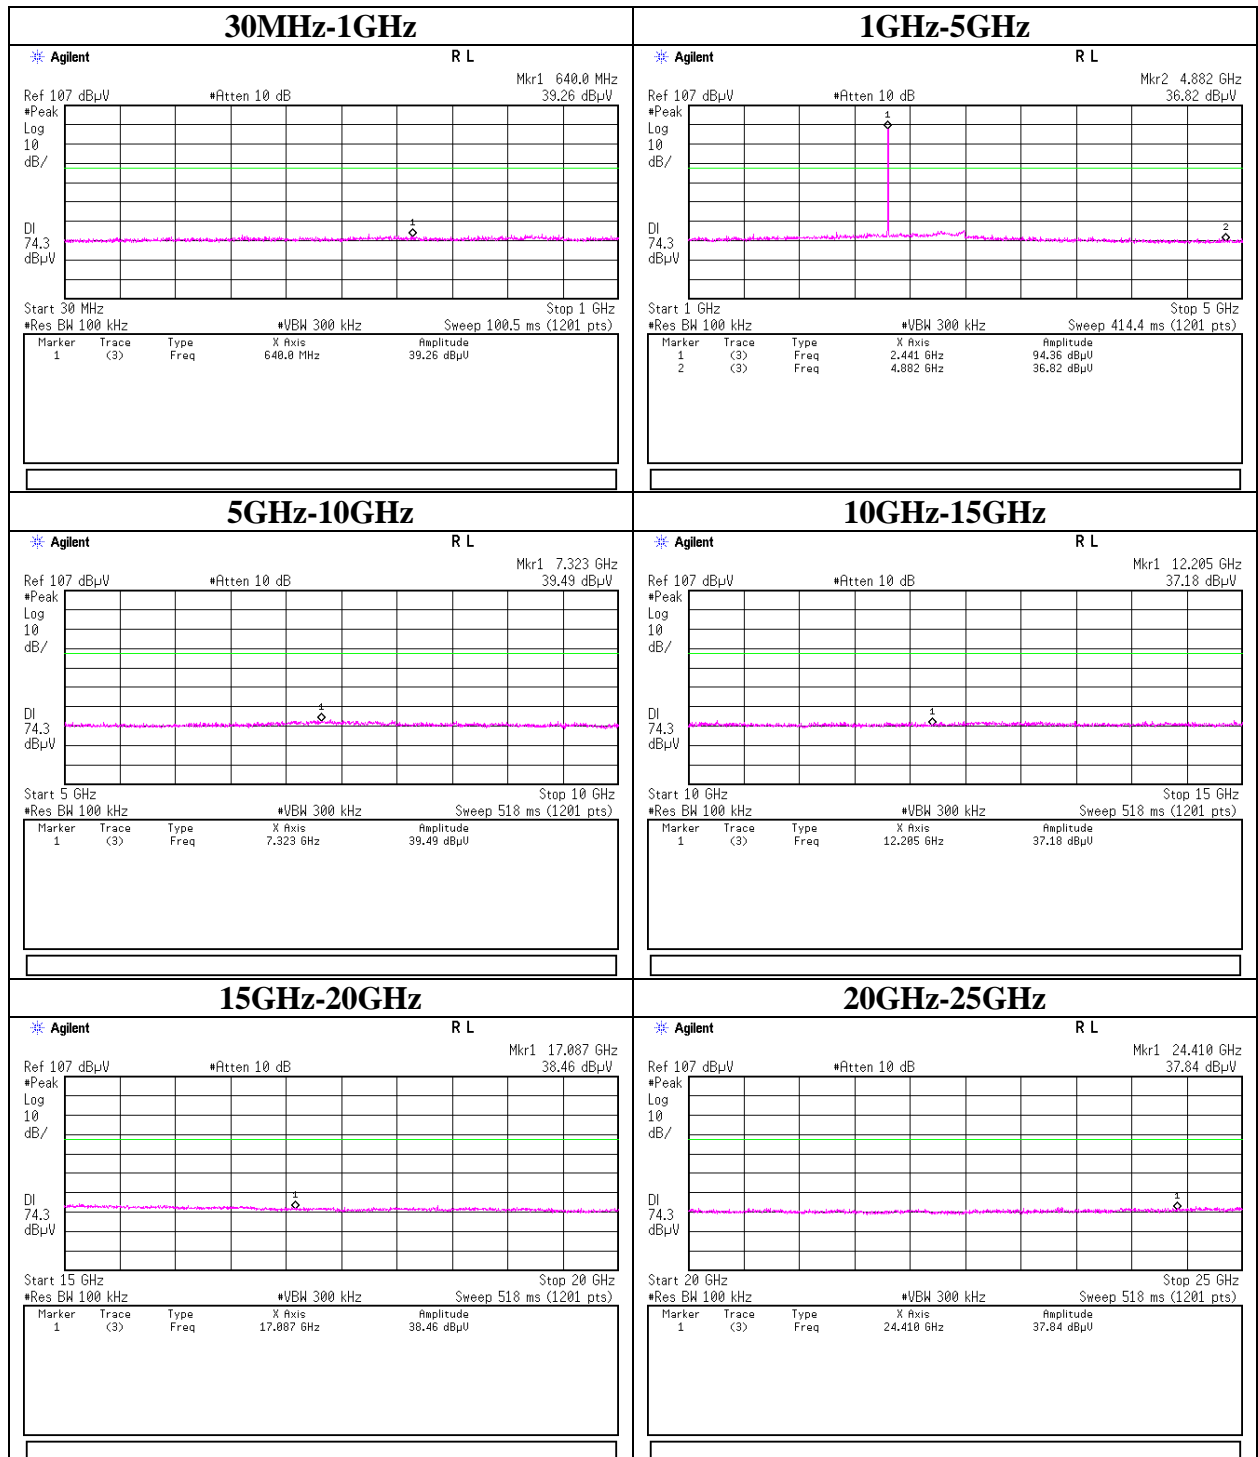 30MHz-1GHz
Agilent R L
Mkr1 640.0 MHz
Ref 107 dBµV #Atten 10 dB 39.26 dBµV
#Peak
Log
10
dB/
1
DI
74.3
dBµV
Start 30 MHz Stop 1 GHz
#Res BW 100 kHz #VBW 300 kHz Sweep 100.5 ms (1201 pts)
Marker Trace Type X Axis Amplitude
1 (3) Freq 640.0 MHz 39.26 dBµV
1GHz-5GHz
Agilent R L
Mkr2 4.882 GHz
Ref 107 dBµV #Atten 10 dB 36.82 dBµV
#Peak
Log
10
dB/
1
2
DI
74.3
dBµV
Start 1 GHz Stop 5 GHz
#Res BW 100 kHz #VBW 300 kHz Sweep 414.4 ms (1201 pts)
Marker Trace Type X Axis Amplitude
1 (3) Freq 2.441 GHz 94.36 dBµV
2 (3) Freq 4.882 GHz 36.82 dBµV
5GHz-10GHz
Agilent R L
Mkr1 7.323 GHz
Ref 107 dBµV #Atten 10 dB 39.49 dBµV
#Peak
Log
10
dB/
1
DI
74.3
dBµV
Start 5 GHz Stop 10 GHz
#Res BW 100 kHz #VBW 300 kHz Sweep 518 ms (1201 pts)
Marker Trace Type X Axis Amplitude
1 (3) Freq 7.323 GHz 39.49 dBµV
10GHz-15GHz
Agilent R L
Mkr1 12.205 GHz
Ref 107 dBµV #Atten 10 dB 37.18 dBµV
#Peak
Log
10
dB/
1
DI
74.3
dBµV
Start 10 GHz Stop 15 GHz
#Res BW 100 kHz #VBW 300 kHz Sweep 518 ms (1201 pts)
Marker Trace Type X Axis Amplitude
1 (3) Freq 12.205 GHz 37.18 dBµV
15GHz-20GHz
Agilent R L
Mkr1 17.087 GHz
Ref 107 dBµV #Atten 10 dB 38.46 dBµV
#Peak
Log
10
dB/
1
DI
74.3
dBµV
Start 15 GHz Stop 20 GHz
#Res BW 100 kHz #VBW 300 kHz Sweep 518 ms (1201 pts)
Marker Trace Type X Axis Amplitude
1 (3) Freq 17.087 GHz 38.46 dBµV
20GHz-25GHz
Agilent R L
Mkr1 24.410 GHz
Ref 107 dBµV #Atten 10 dB 37.84 dBµV
#Peak
Log
10
dB/
1
DI
74.3
dBµV
Start 20 GHz Stop 25 GHz
#Res BW 100 kHz #VBW 300 kHz Sweep 518 ms (1201 pts)
Marker Trace Type X Axis Amplitude
1 (3) Freq 24.410 GHz 37.84 dBµV